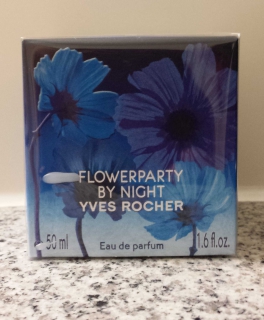 FLOWERPARTY
BY NIGHT
YVES ROCHER
50 ml Eau de parfum 1.6 fl.oz.